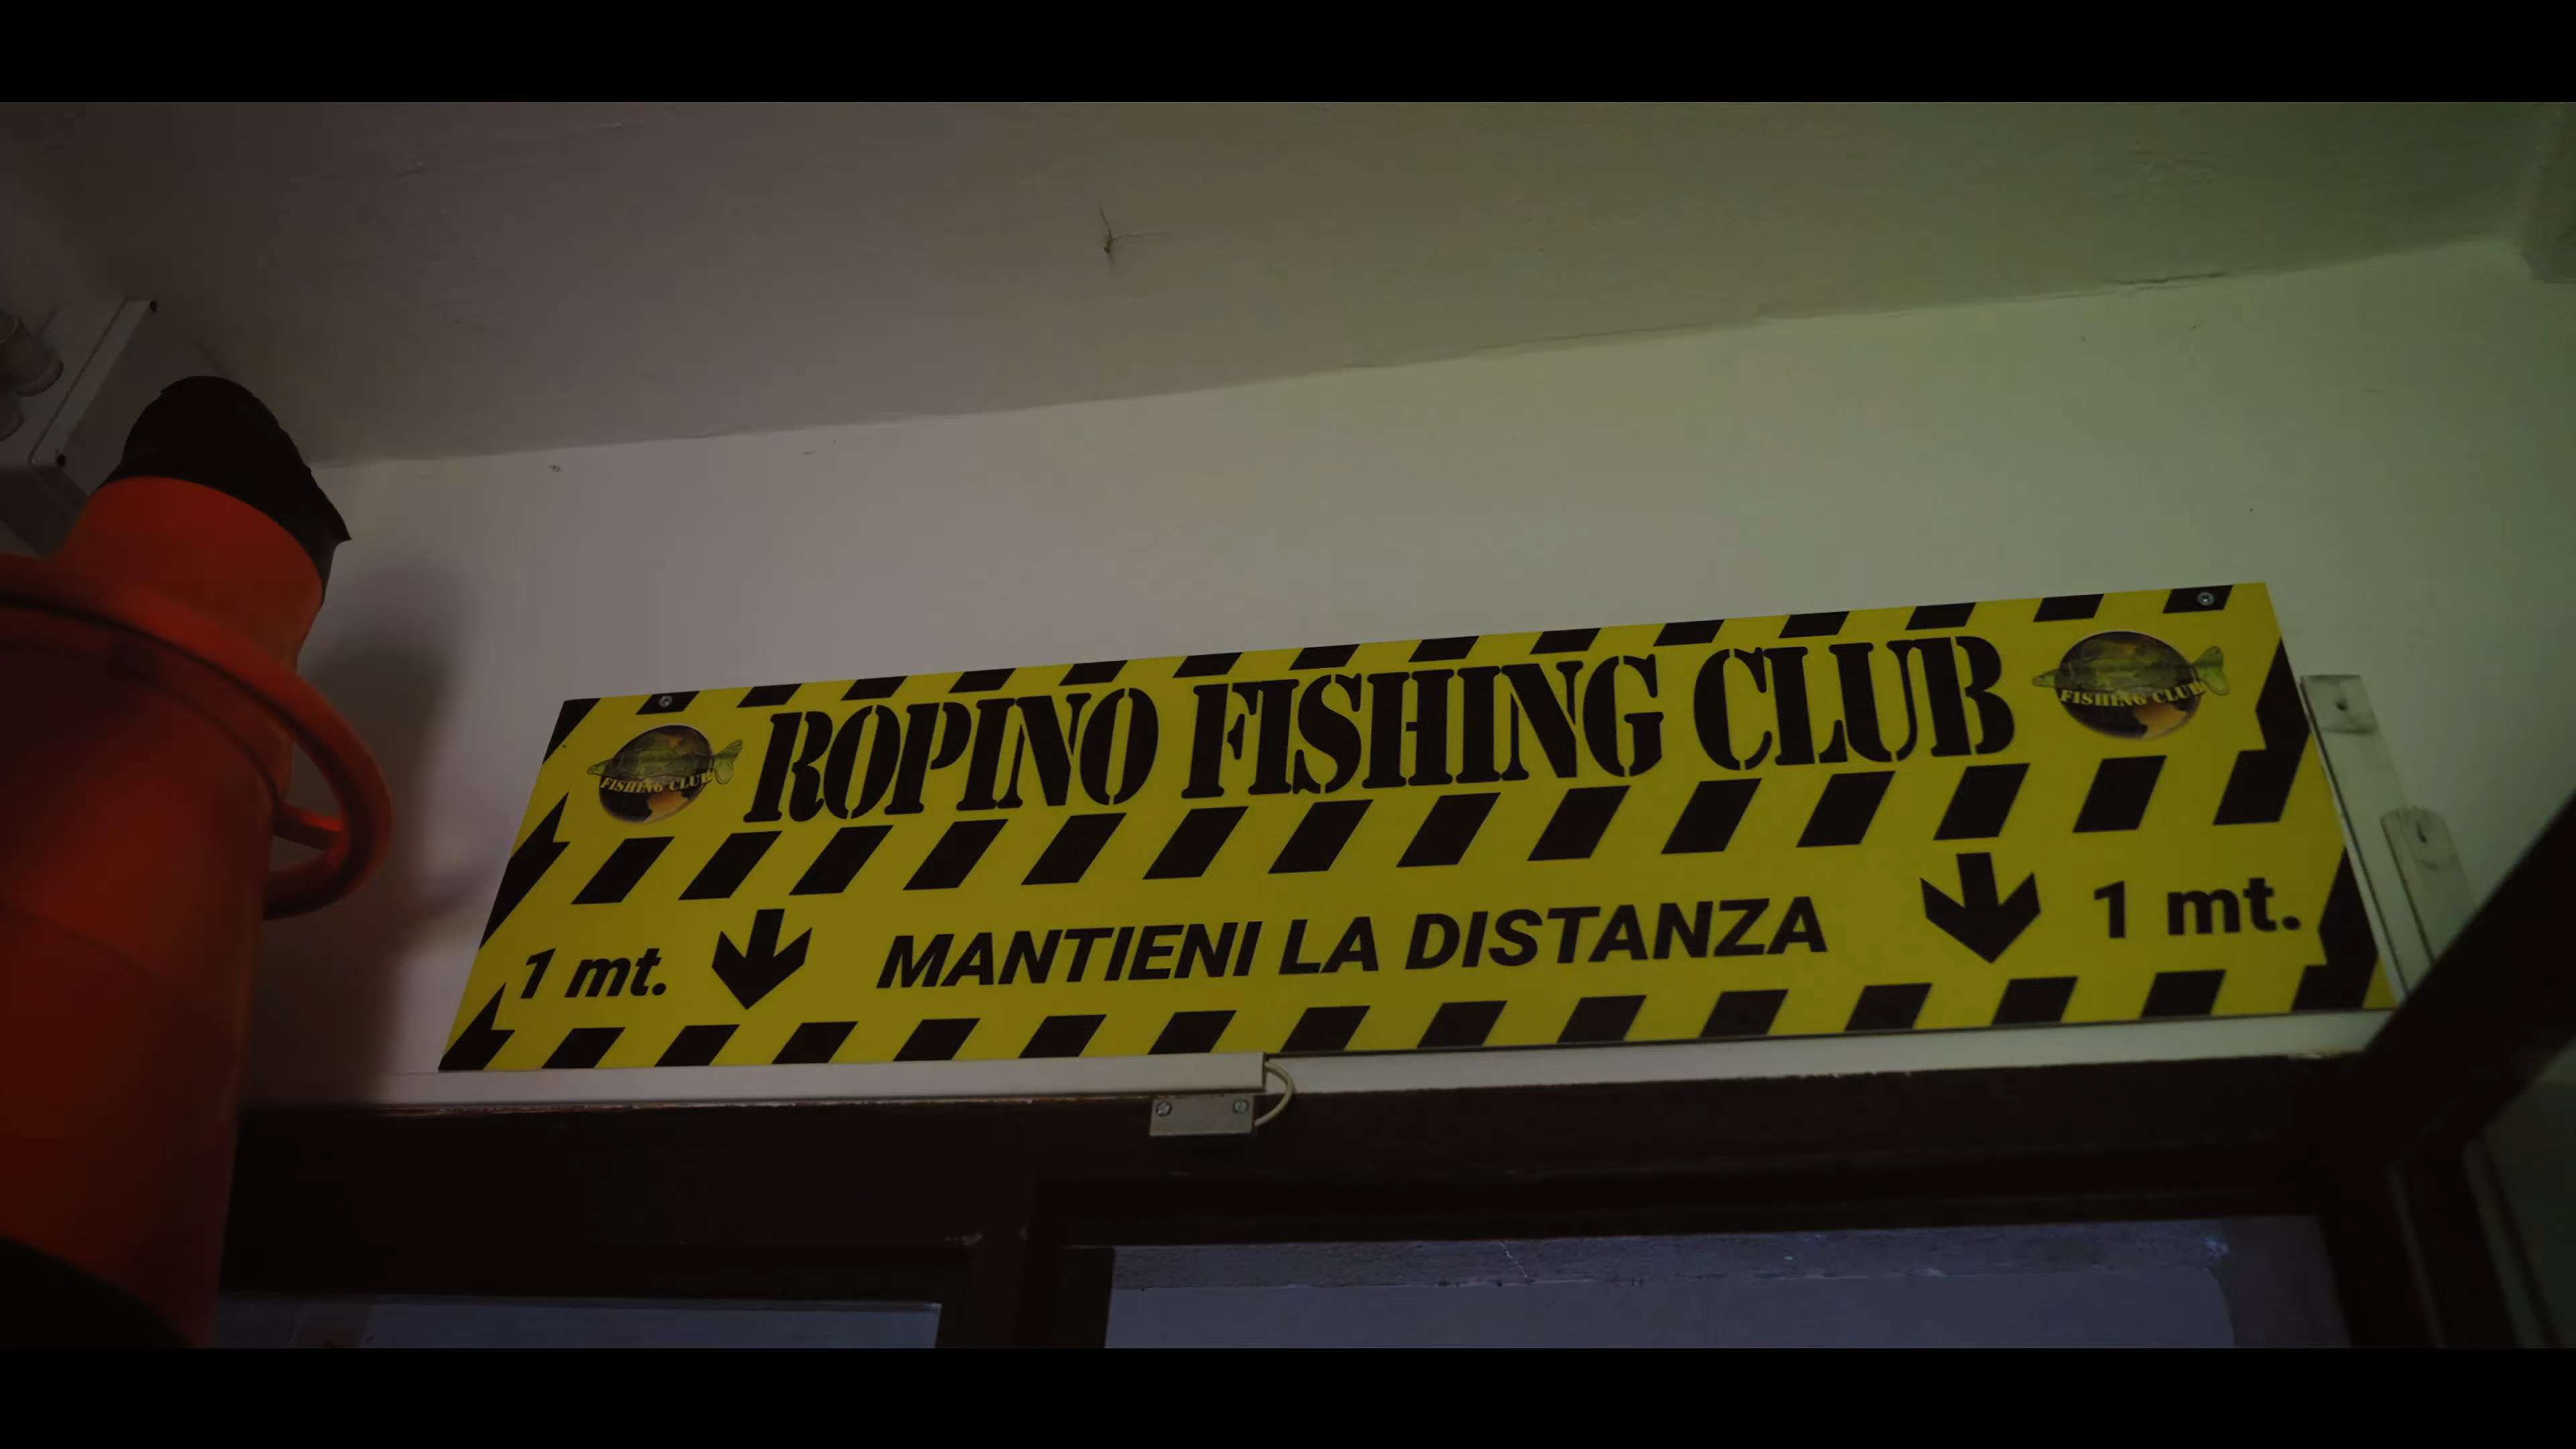 ROPINO FISHING CLUB
FISHING CLUB
FISHING CLUB
1 mt.
MANTIENI LA DISTANZA
1 mt.